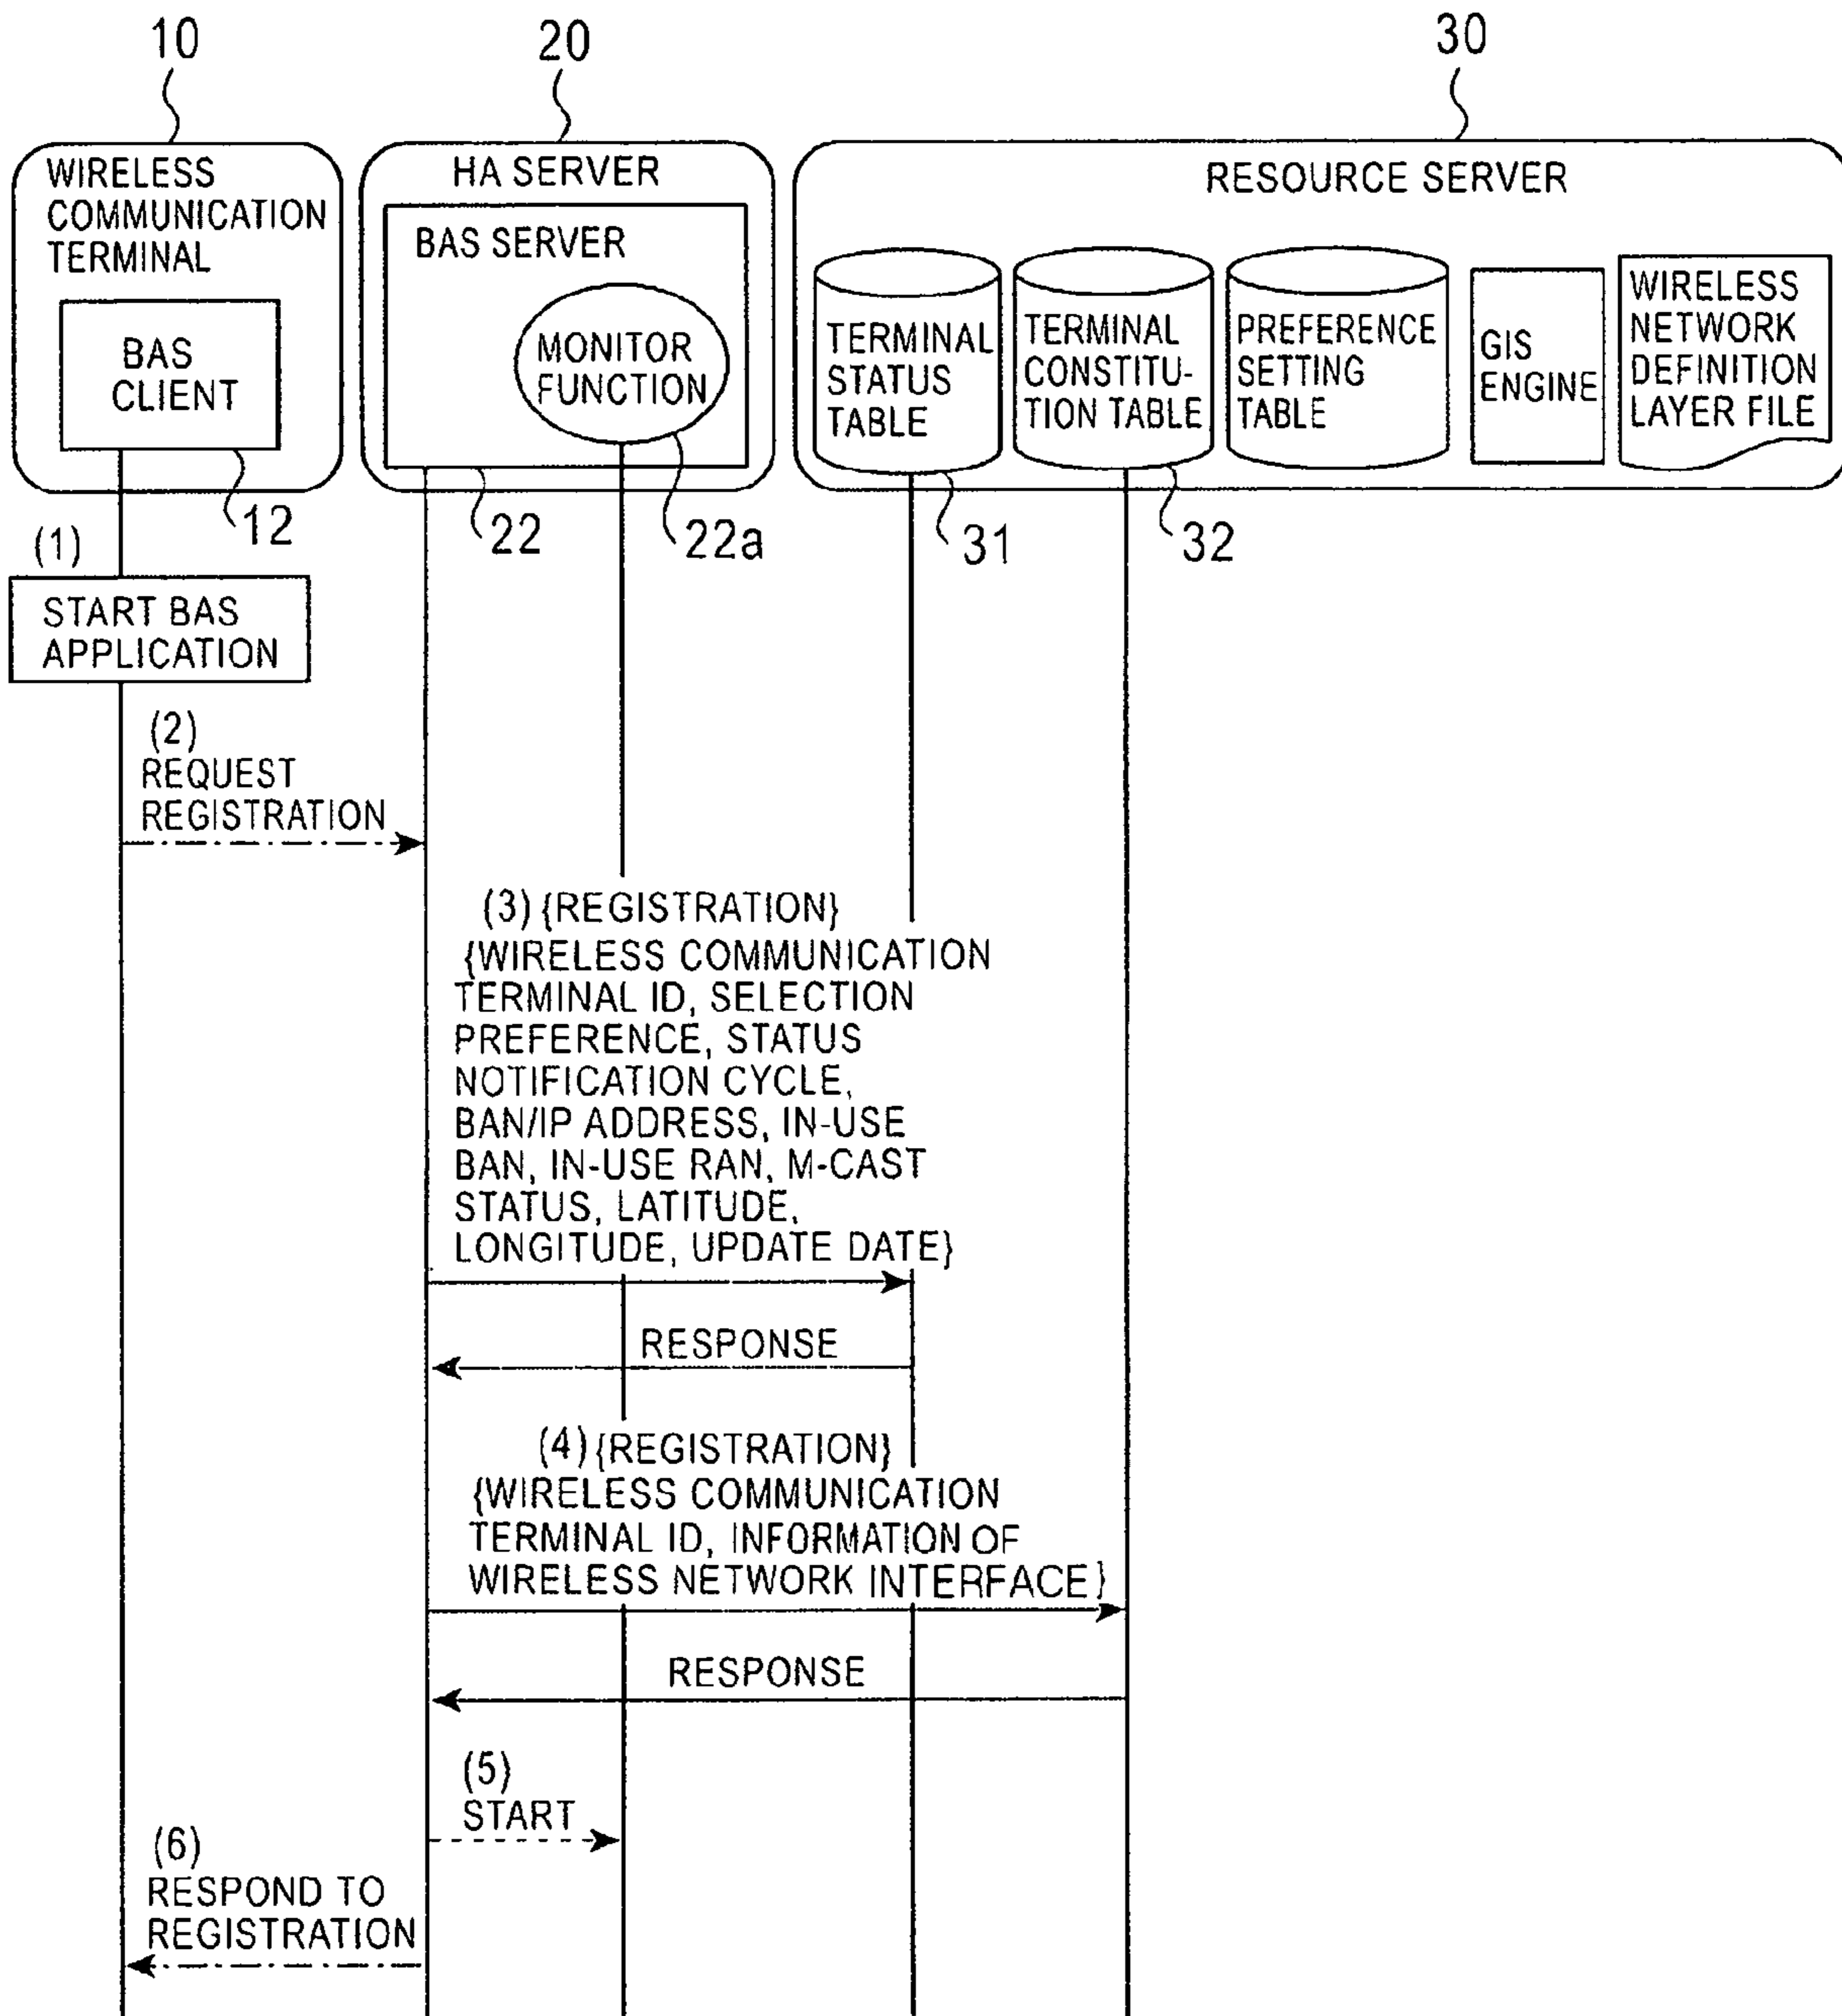 10
20
30
WIRELESS
COMMUNICATION
TERMINAL
BAS
CLIENT
12
HA SERVER
BAS SERVER
MONITOR
FUNCTION
22
22a
RESOURCE SERVER
TERMINAL
STATUS
TABLE
TERMINAL
CONSTITU-
TION TABLE
PREFERENCE
SETTING
TABLE
GIS
ENGINE
WIRELESS
NETWORK
DEFINITION
LAYER FILE
31
32
(1)
START BAS
APPLICATION
(2)
REQUEST
REGISTRATION
(3) {REGISTRATION}
{WIRELESS COMMUNICATION
TERMINAL ID, SELECTION
PREFERENCE, STATUS
NOTIFICATION CYCLE,
BAN/IP ADDRESS, IN-USE
BAN, IN-USE RAN, M-CAST
STATUS, LATITUDE,
LONGITUDE, UPDATE DATE}
RESPONSE
(4) {REGISTRATION}
{WIRELESS COMMUNICATION
TERMINAL ID, INFORMATION OF
WIRELESS NETWORK INTERFACE}
RESPONSE
(5)
START
(6)
RESPOND TO
REGISTRATION